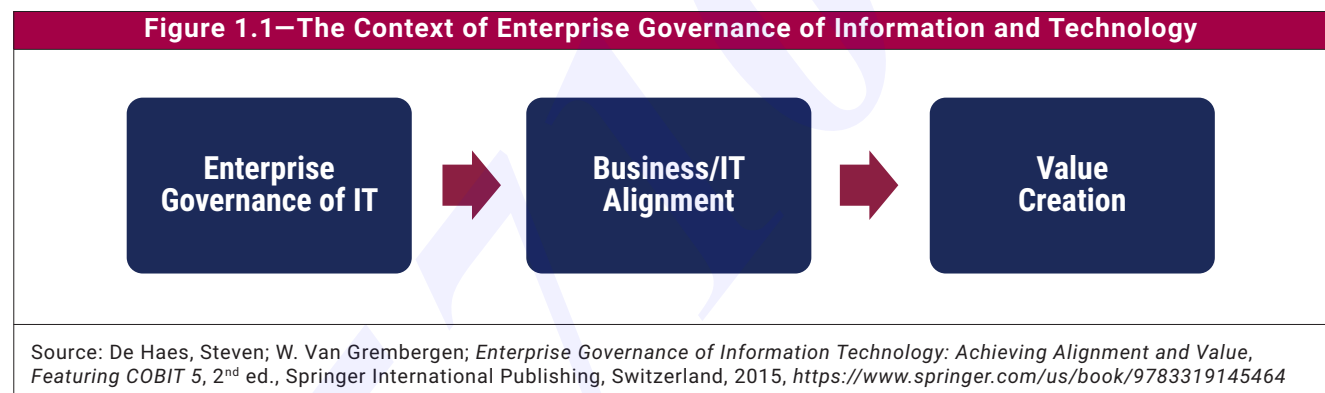 Figure 1.1—The Context of Enterprise Governance of Information and Technology
Enterprise
Governance of IT
Business/IT
Alignment
Value
Creation
Source: De Haes, Steven; W. Van Grembergen; Enterprise Governance of Information Technology: Achieving Alignment and Value,
Featuring COBIT 5, 2nd ed., Springer International Publishing, Switzerland, 2015, https://www.springer.com/us/book/9783319145464